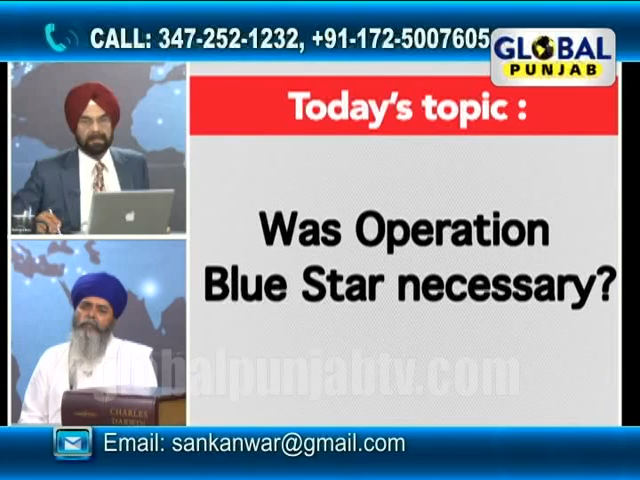 CALL: 347-252-1232, +91-172-5007605
GLOBAL
PUNJAB
Today's topic :
Was Operation
Blue Star necessary?
globalpunjabtv.com
CHARLES
DARWIN
Email: sankanwar@gmail.com